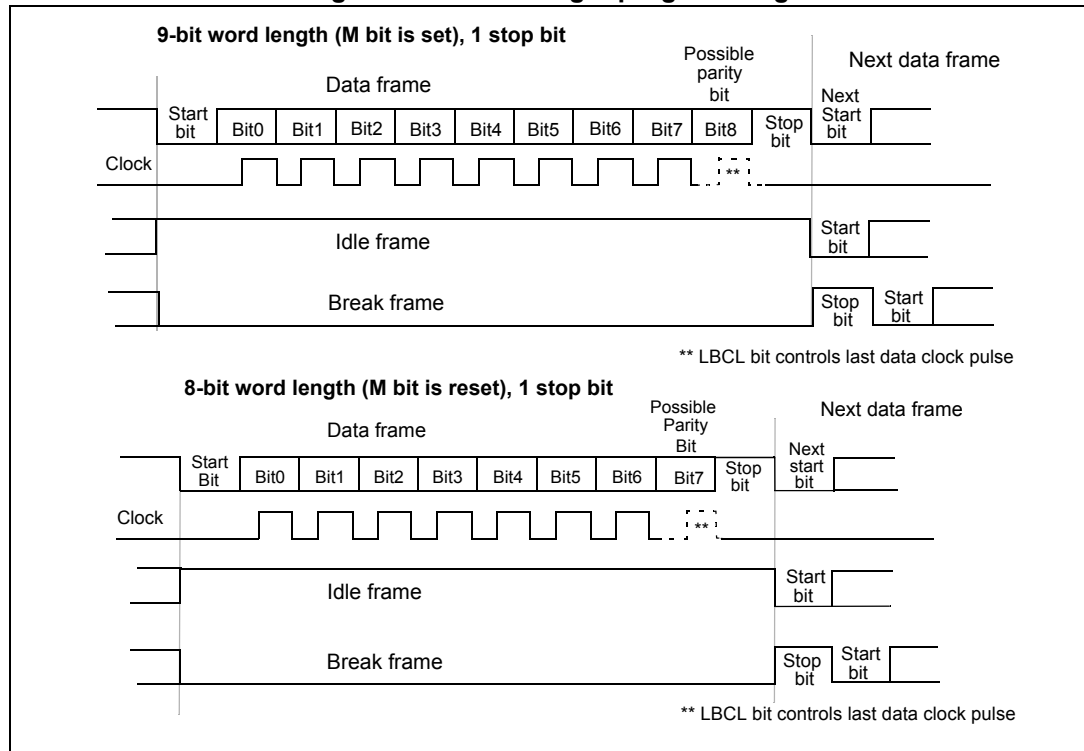 9-bit word length (M bit is set), 1 stop bit
Possible
parity
bit
Next data frame
Data frame
Start
bit
Bit0
Bit1
Bit2
Bit3
Bit4
Bit5
Bit6
Bit7
Bit8
Stop
bit
Next
Start
bit
Clock
**
Idle frame
Start
bit
Break frame
Stop
bit
Start
bit
** LBCL bit controls last data clock pulse
8-bit word length (M bit is reset), 1 stop bit
Possible
Parity
Bit
Next data frame
Data frame
Start
Bit
Bit0
Bit1
Bit2
Bit3
Bit4
Bit5
Bit6
Bit7
Stop
bit
Next
start
bit
Clock
**
Idle frame
Start
bit
Break frame
Stop
bit
Start
bit
** LBCL bit controls last data clock pulse